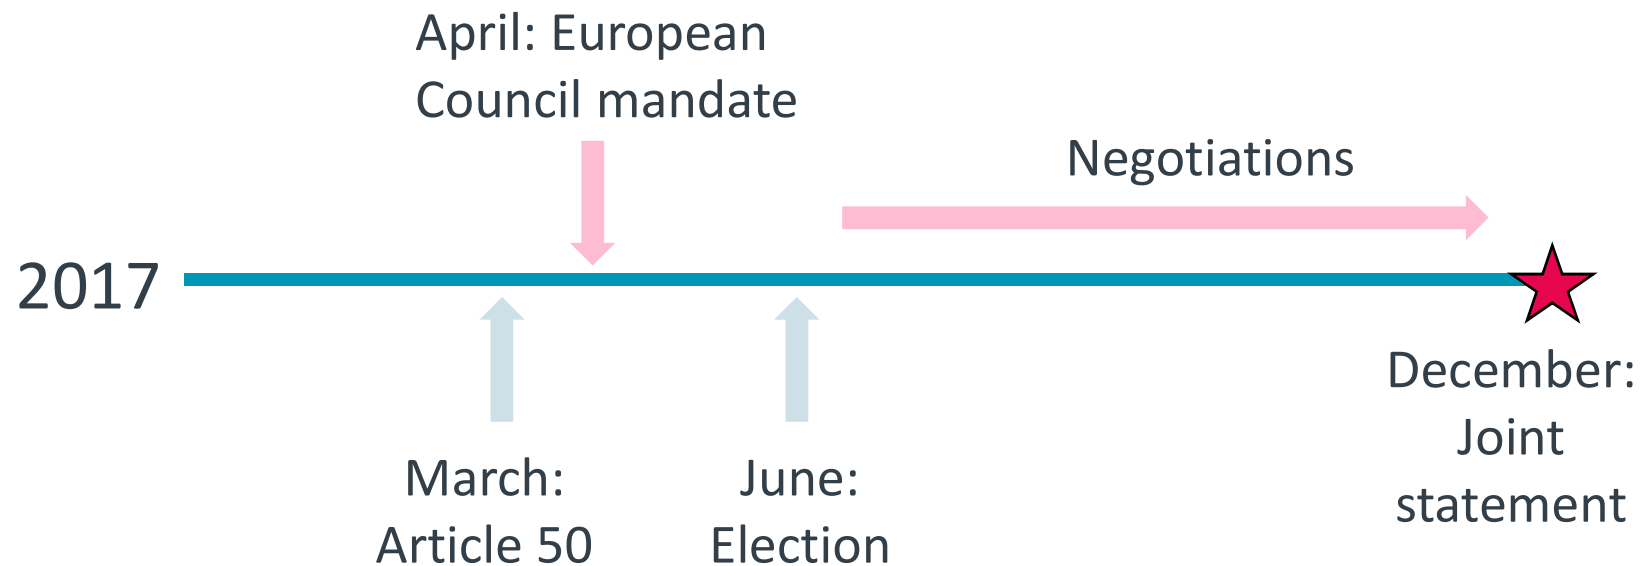 April: European
Council mandate
Negotiations
2017
March:
Article 50
June:
Election
December:
Joint
statement